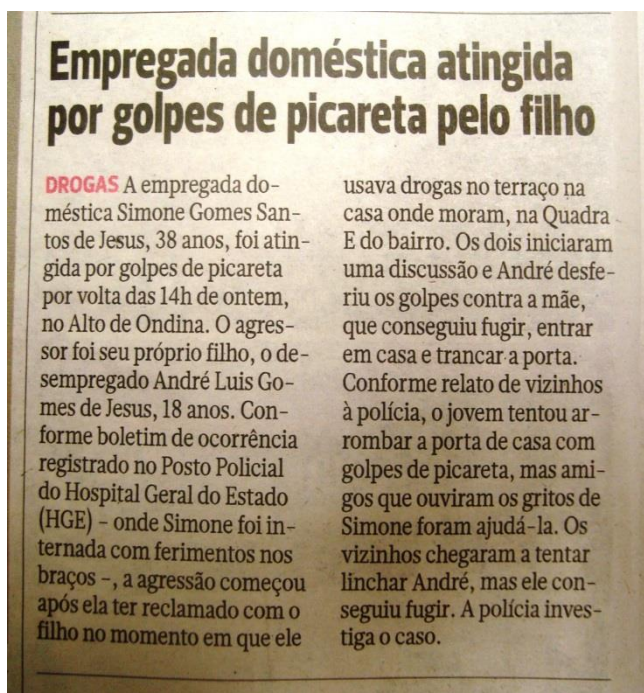 Empregada doméstica atingida
por golpes de picareta pelo filho
DROGAS A empregada do-
méstica Simone Gomes San-
tos de Jesus, 38 anos, foi atin-
gida por golpes de picareta
por volta das 14h de ontem,
no Alto de Ondina. O agres-
sor foi seu próprio filho, o de-
sempregado André Luis Go-
mes de Jesus, 18 anos. Con-
forme boletim de ocorrência
registrado no Posto Policial
do Hospital Geral do Estado
(HGE) – onde Simone foi in-
ternada com ferimentos nos
braços –, a agressão começou
após ela ter reclamado com o
filho no momento em que ele
usava drogas no terraço na
casa onde moram, na Quadra
E do bairro. Os dois iniciaram
uma discussão e André desfe-
riu os golpes contra a mãe,
que conseguiu fugir, entrar
em casa e trancar a porta.
Conforme relato de vizinhos
à polícia, o jovem tentou ar-
rombar a porta de casa com
golpes de picareta, mas ami-
gos que ouviram os gritos de
Simone foram ajudá-la. Os
vizinhos chegaram a tentar
linchar André, mas ele con-
seguiu fugir. A polícia inves-
tiga o caso.